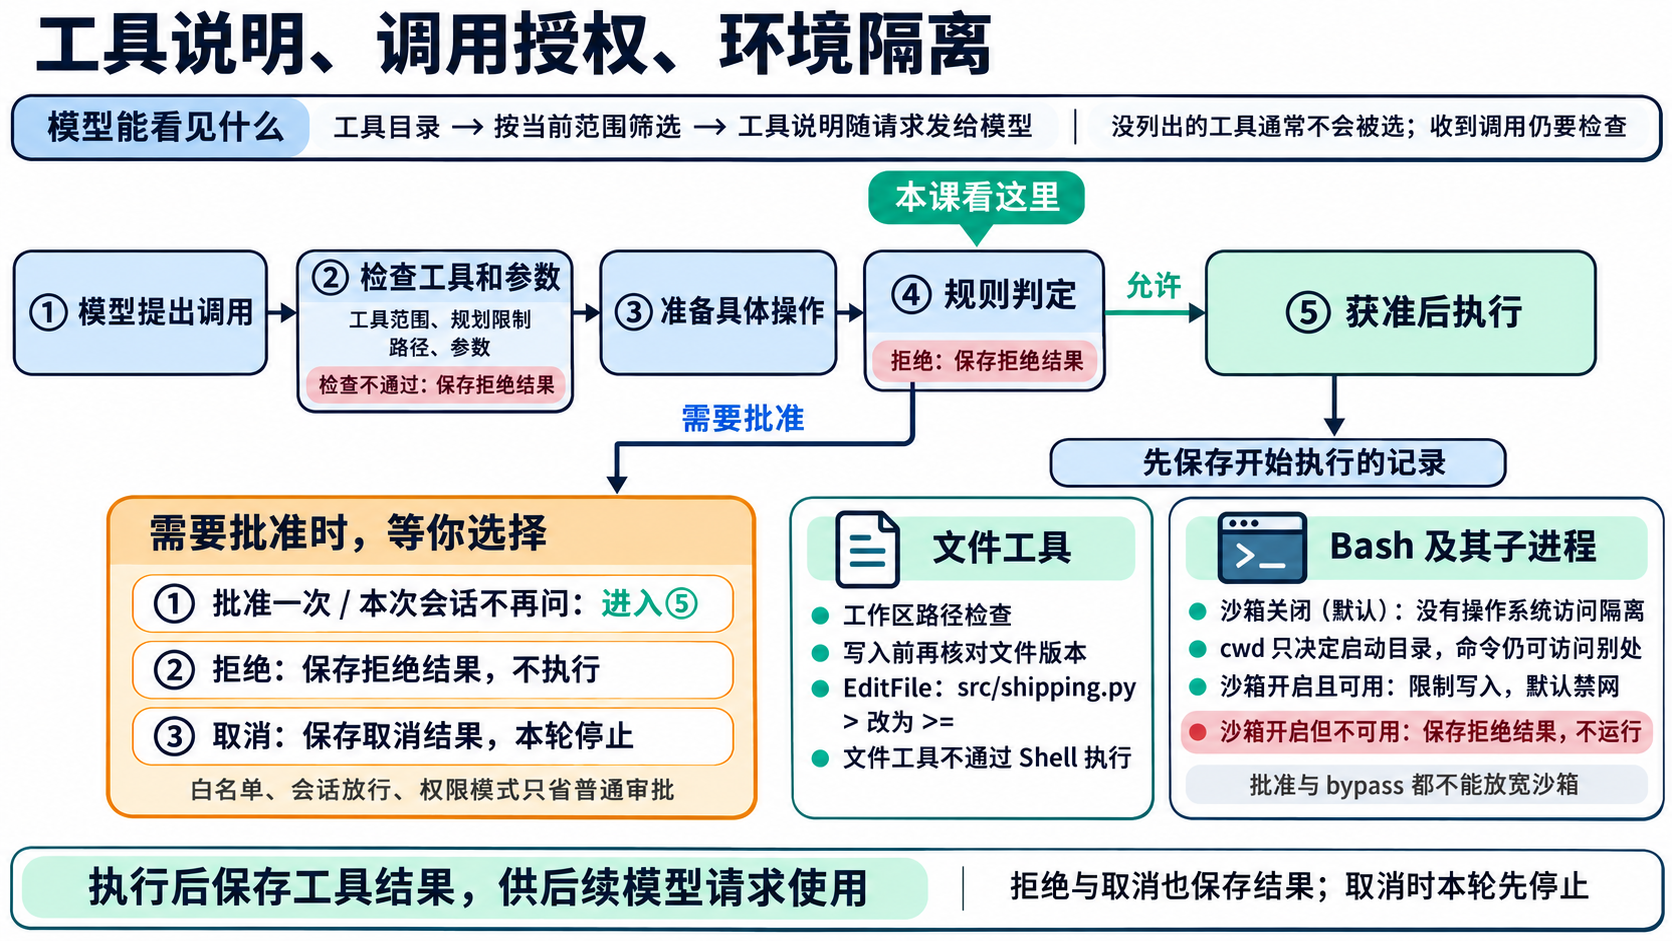 工具说明、调用授权、环境隔离
模型能看见什么
工具目录 → 按当前范围筛选 → 工具说明随请求发给模型
没列出的工具通常不会被选；收到调用仍要检查
本课看这里
① 模型提出调用
② 检查工具和参数
工具范围、规划限制
路径、参数
检查不通过：保存拒绝结果
③ 准备具体操作
④ 规则判定
拒绝：保存拒绝结果
允许
⑤ 获准后执行
需要批准
先保存开始执行的记录
需要批准时，等你选择
① 批准一次 / 本次会话不再问：进入⑤
② 拒绝：保存拒绝结果，不执行
③ 取消：保存取消结果，本轮停止
白名单、会话放行、权限模式只省普通审批
文件工具
工作区路径检查
写入前再核对文件版本
EditFile：src/shipping.py
> 改为 >=
文件工具不通过 Shell 执行
Bash 及其子进程
沙箱关闭（默认）：没有操作系统访问隔离
cwd 只决定启动目录，命令仍可访问别处
沙箱开启且可用：限制写入，默认禁网
沙箱开启但不可用：保存拒绝结果，不运行
批准与 bypass 都不能放宽沙箱
执行后保存工具结果，供后续模型请求使用
拒绝与取消也保存结果；取消时本轮先停止